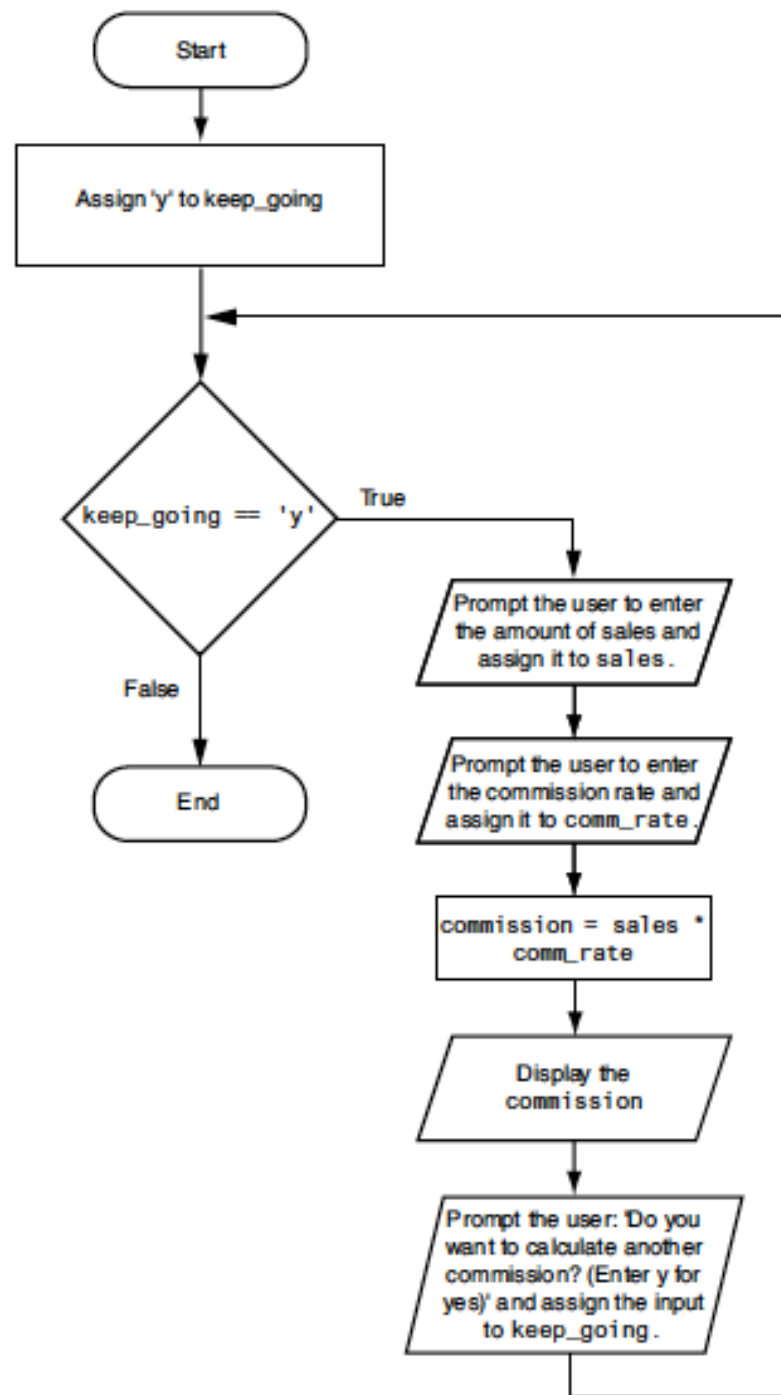 Start
Assign 'y' to keep_going
keep_going == 'y'
True
False
End
Prompt the user to enter
the amount of sales and
assign it to sales.
Prompt the user to enter
the commission rate and
assign it to comm_rate.
commission = sales *
comm_rate
Display the
commission
Prompt the user: 'Do you
want to calculate another
commission? (Enter y for
yes)' and assign the input
to keep_going.